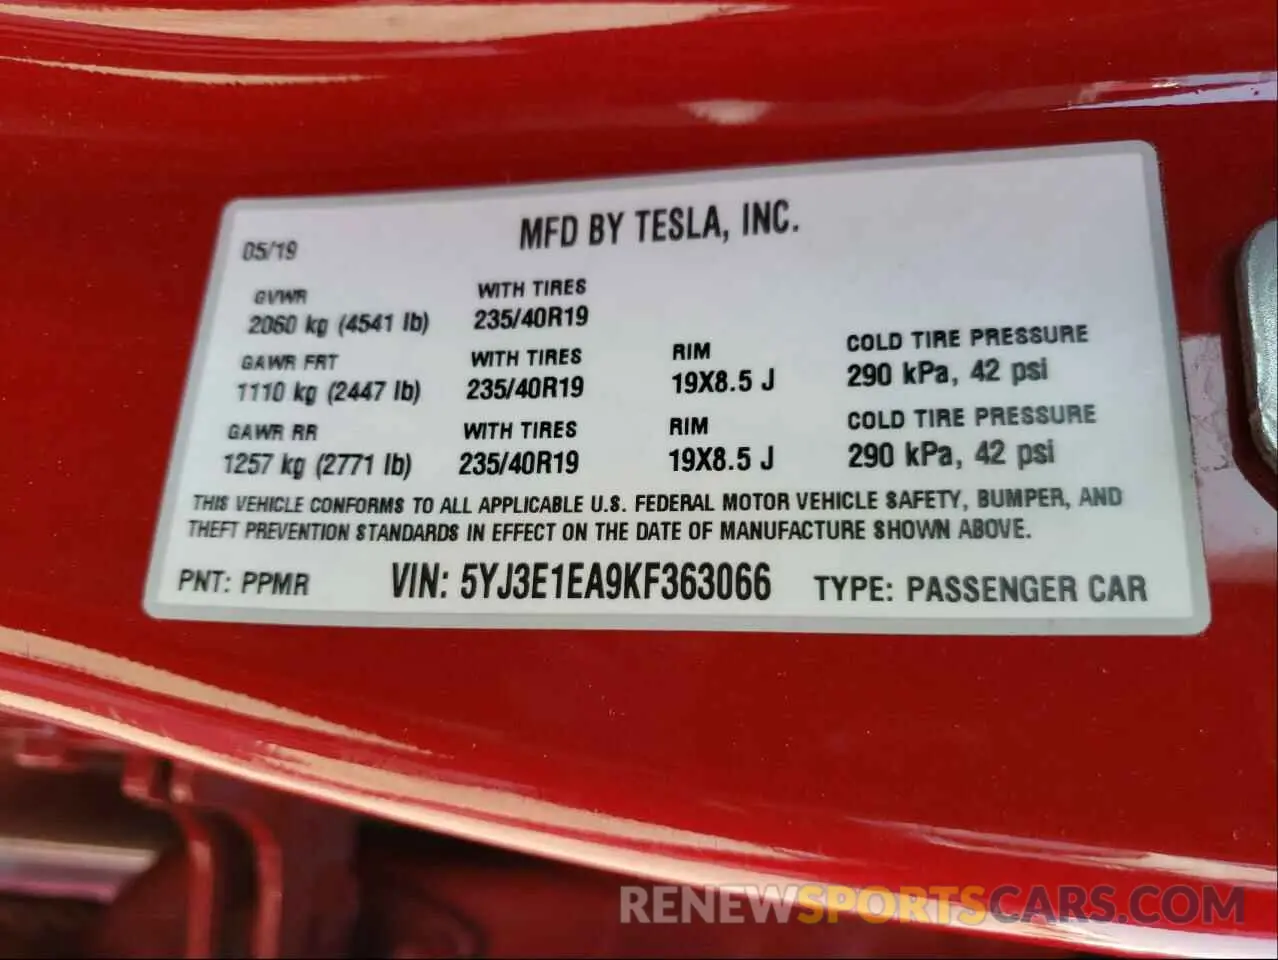 MFD BY TESLA, INC.
05/19
GVWR
2060 kg (4541 lb)
WITH TIRES
235/40R19
GAWR FRT
1110 kg (2447 lb)
WITH TIRES
235/40R19
RIM
19X8.5 J
COLD TIRE PRESSURE
290 kPa, 42 psi
GAWR RR
1257 kg (2771 lb)
WITH TIRES
235/40R19
RIM
19X8.5 J
COLD TIRE PRESSURE
290 kPa, 42 psi
THIS VEHICLE CONFORMS TO ALL APPLICABLE U.S. FEDERAL MOTOR VEHICLE SAFETY, BUMPER, AND
THEFT PREVENTION STANDARDS IN EFFECT ON THE DATE OF MANUFACTURE SHOWN ABOVE.
PNT: PPMR VIN: 5YJ3E1EA9KF363066 TYPE: PASSENGER CAR
RENEWSPORTSCARS.COM